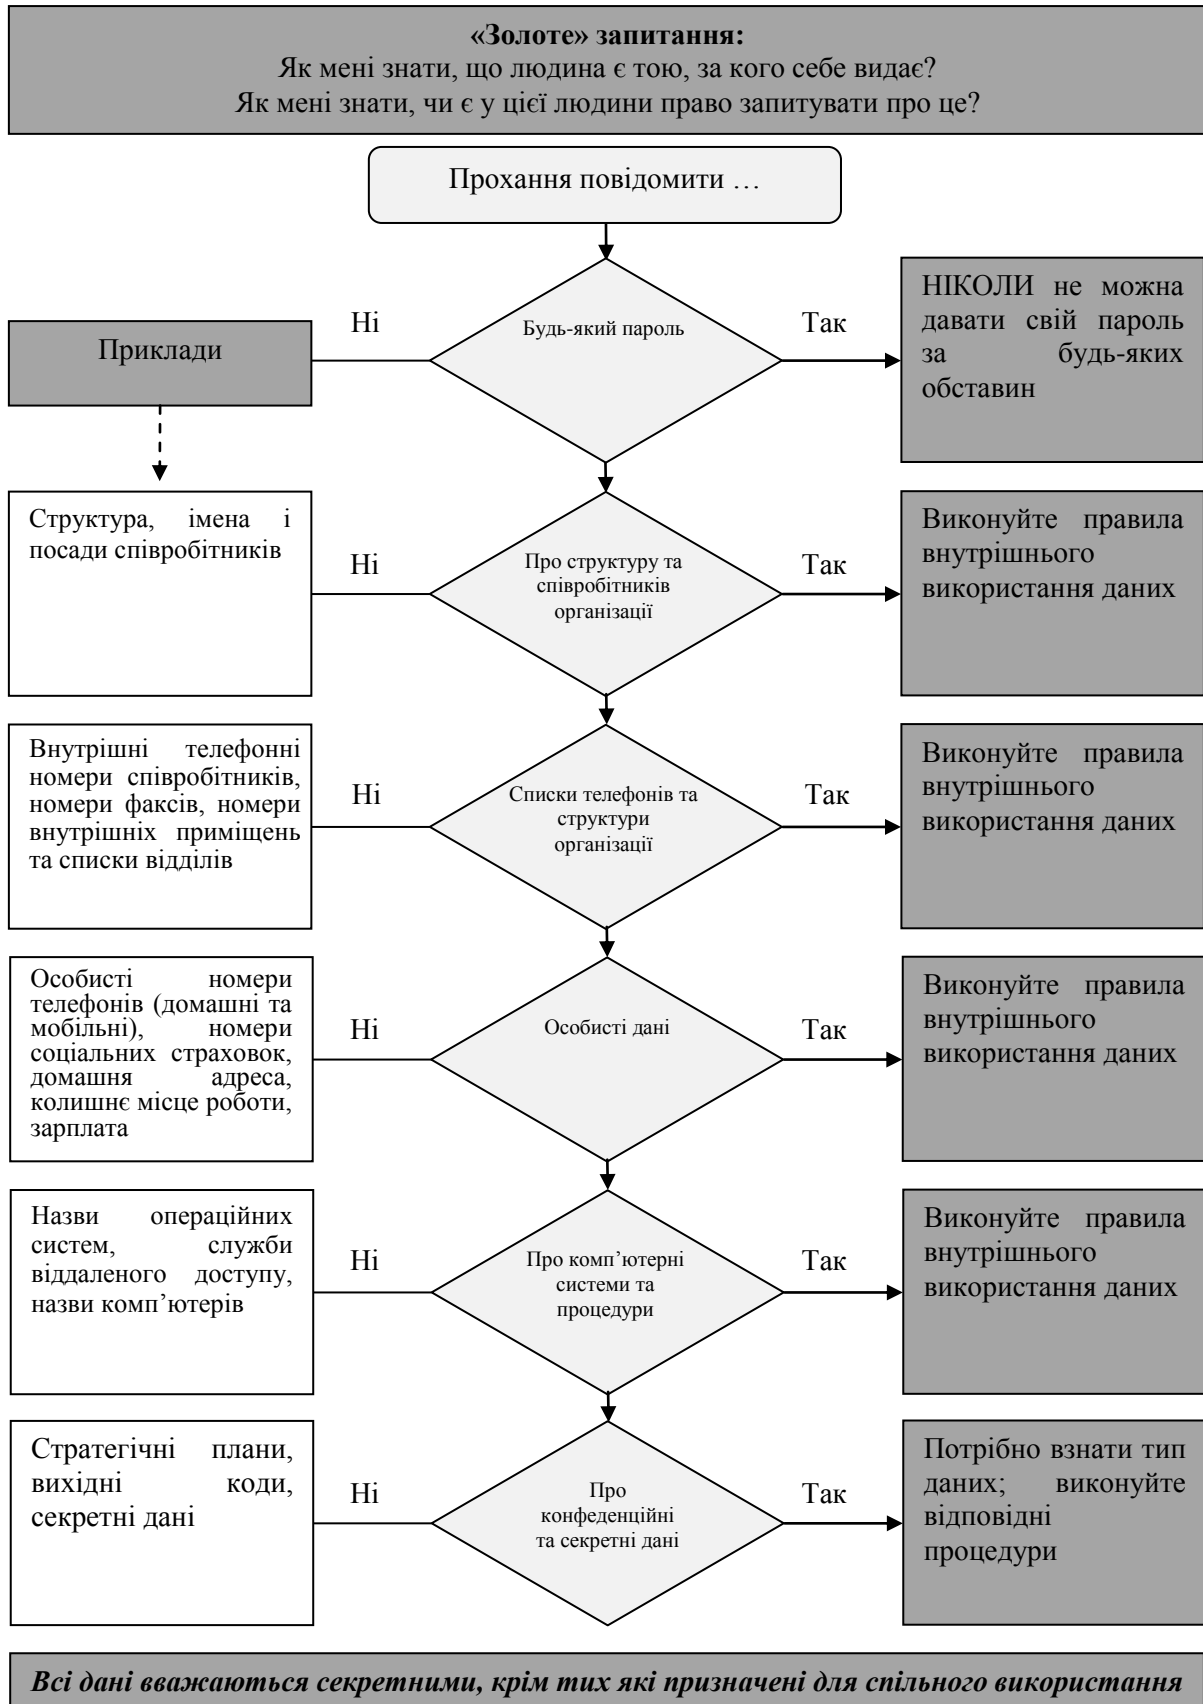 «Золоте» запитання:
Як мені знати, що людина є тою, за кого себе видає?
Як мені знати, чи є у цієї людини право запитувати про це?
Прохання повідомити …
Приклади
Ні
Будь-який пароль
Так
НІКОЛИ не можна
давати свій пароль
за будь-яких
обставин
Структура, імена і
посади співробітників
Ні
Про структуру та
співробітників
організації
Так
Виконуйте правила
внутрішнього
використання даних
Внутрішні телефонні
номери співробітників,
номери факсів, номери
внутрішніх приміщень
та списки відділів
Ні
Списки телефонів та
структури
організації
Так
Виконуйте правила
внутрішнього
використання даних
Особисті номери
телефонів (домашні та
мобільні), номери
соціальних страховок,
домашня адреса,
колишнє місце роботи,
зарплата
Ні
Особисті дані
Так
Виконуйте правила
внутрішнього
використання даних
Назви операційних
систем, служби
віддаленого доступу,
назви комп’ютерів
Ні
Про комп’ютерні
системи та
процедури
Так
Виконуйте правила
внутрішнього
використання даних
Стратегічні плани,
вихідні коди,
секретні дані
Ні
Про
конфеденційні
та секретні дані
Так
Потрібно взнати тип
даних; виконуйте
відповідні
процедури
Всі дані вважаються секретними, крім тих які призначені для спільного використання